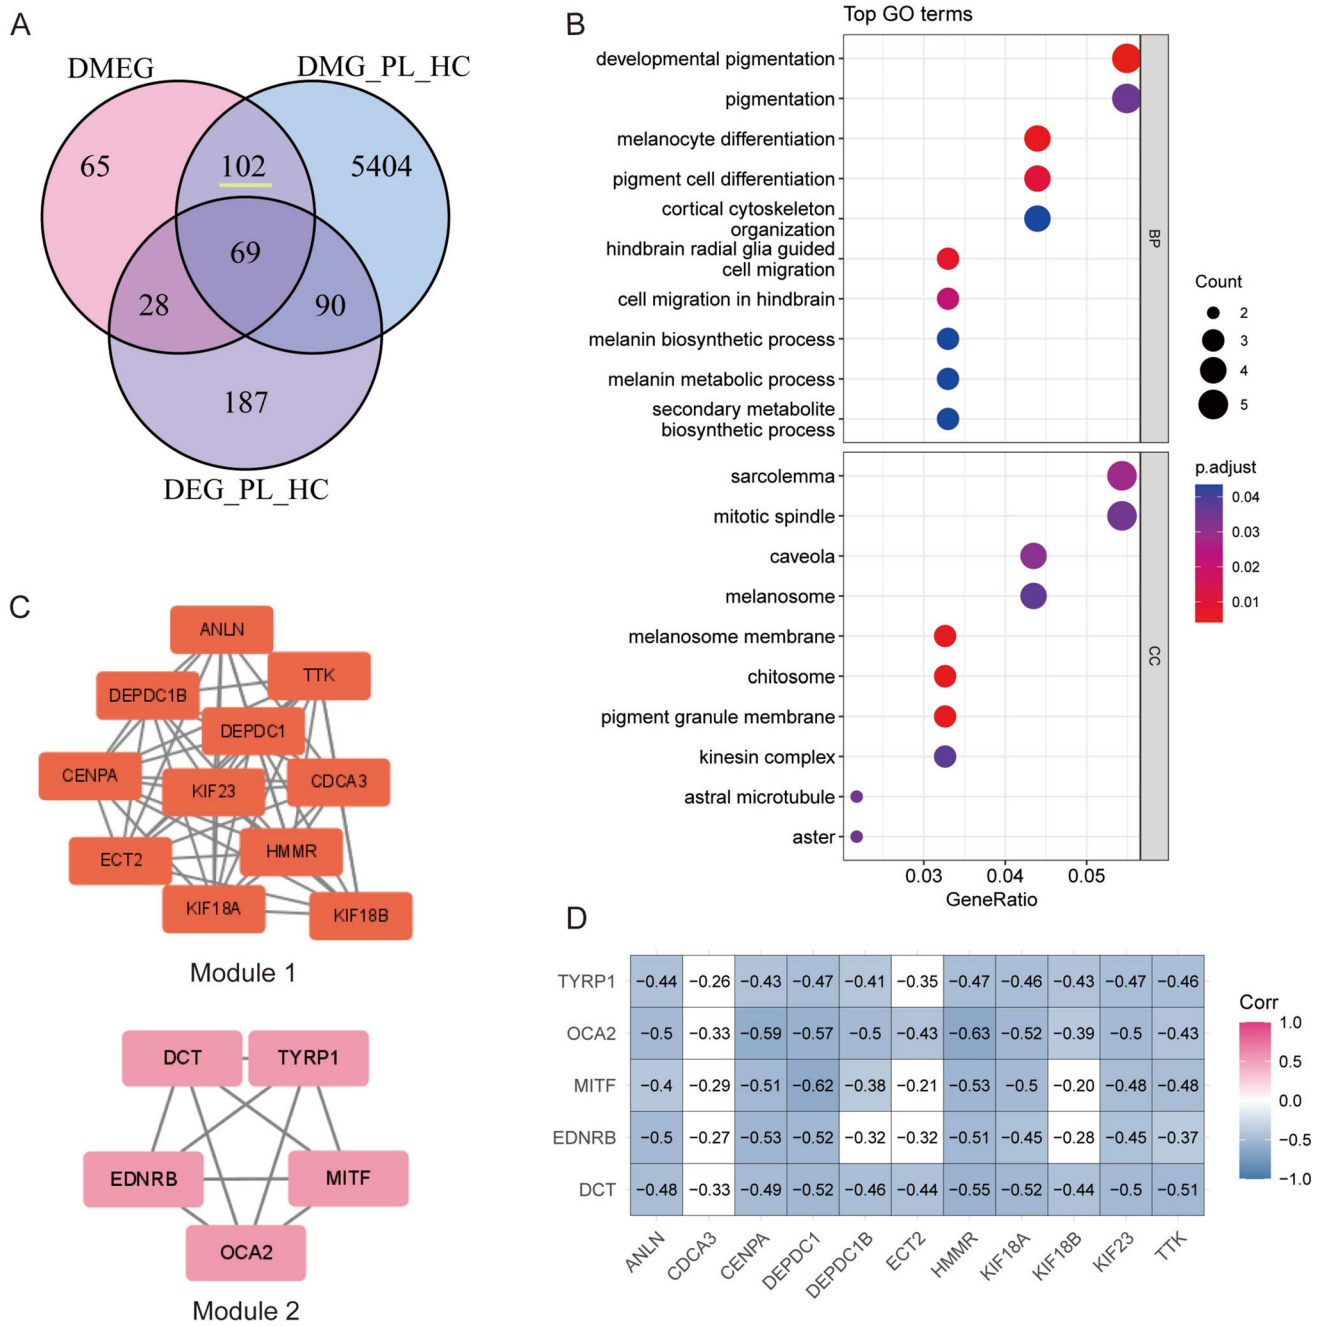 A
DMEG
DMG_PL_HC
65
102
5404
69
28
90
187
DEG_PL_HC
B
Top GO terms
developmental pigmentation
pigmentation
melanocyte differentiation
pigment cell differentiation
cortical cytoskeleton
organization
hindbrain radial glia guided
cell migration
cell migration in hindbrain
melanin biosynthetic process
melanin metabolic process
secondary metabolite
biosynthetic process
BP
sarcolemma
mitotic spindle
caveola
melanosome
melanosome membrane
chitosome
pigment granule membrane
kinesin complex
astral microtubule
aster
CC
0.03 0.04 0.05
GeneRatio
Count
2
3
4
5
p.adjust
0.04
0.03
0.02
0.01
C
ANLN
TTK
DEPDC1B
DEPDC1
CENPA
KIF23
CDCA3
ECT2
HMMR
KIF18A
KIF18B
Module 1
DCT
TYRP1
EDNRB
MITF
OCA2
Module 2
D
TYRP1 −0.44 −0.26 −0.43 −0.47 −0.41 −0.35 −0.47 −0.46 −0.43 −0.47 −0.46
OCA2 −0.5 −0.33 −0.59 −0.57 −0.5 −0.43 −0.63 −0.52 −0.39 −0.5 −0.43
MITF −0.4 −0.29 −0.51 −0.62 −0.38 −0.21 −0.53 −0.5 −0.20 −0.48 −0.48
EDNRB −0.5 −0.27 −0.53 −0.52 −0.32 −0.32 −0.51 −0.45 −0.28 −0.45 −0.37
DCT −0.48 −0.33 −0.49 −0.52 −0.46 −0.44 −0.55 −0.52 −0.44 −0.5 −0.51
ANLN CDCA3 CENPA DEPDC1 DEPDC1B ECT2 HMMR KIF18A KIF18B KIF23 TTK
Corr
1.0
0.5
0.0
−0.5
−1.0